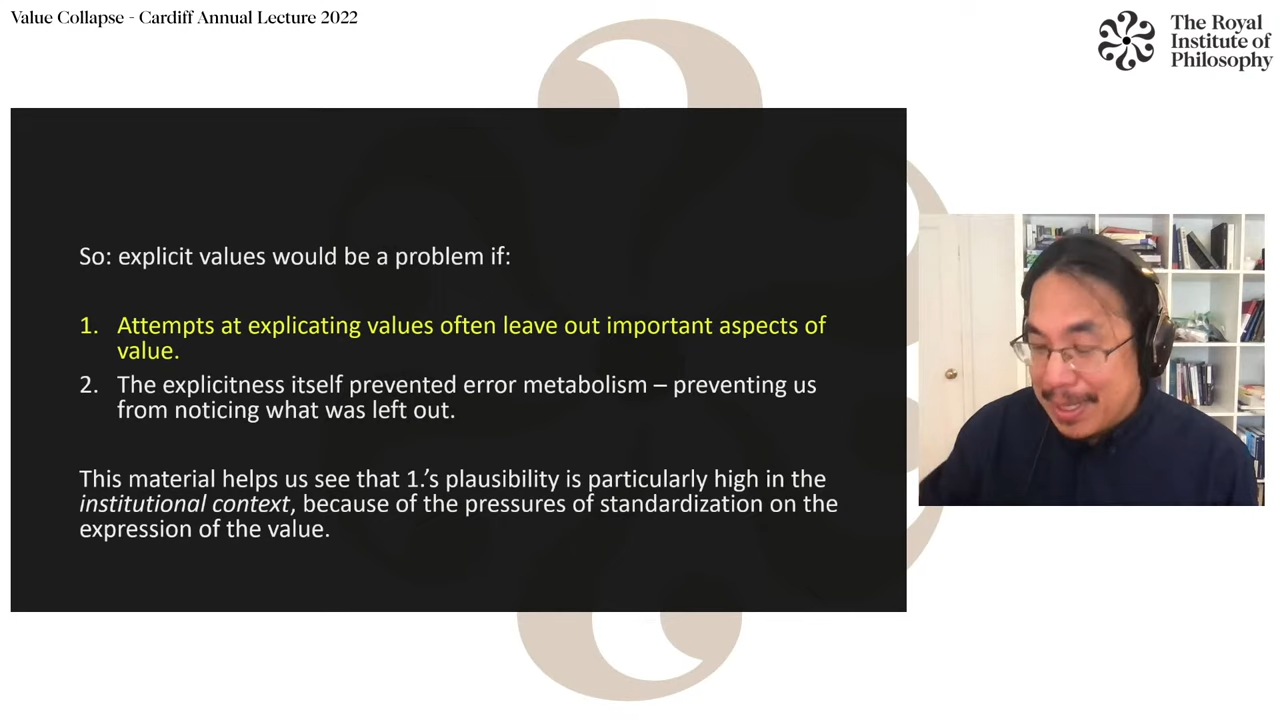 Value Collapse - Cardiff Annual Lecture 2022
The Royal
Institute of
Philosophy
So: explicit values would be a problem if:
1. Attempts at explicating values often leave out important aspects of
value.
2. The explicitness itself prevented error metabolism – preventing us
from noticing what was left out.
This material helps us see that 1.'s plausibility is particularly high in the
institutional context, because of the pressures of standardization on the
expression of the value.